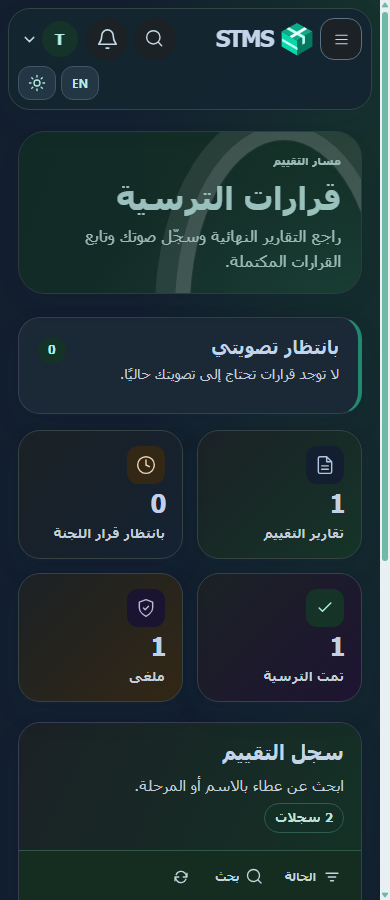 STMS
T
EN
مسار التقييم
قرارات الترسية
راجع التقارير النهائية وسجّل صوتك وتابع
القرارات المكتملة.
بانتظار تصويتي
0
لا توجد قرارات تحتاج إلى تصويتك حاليًا.
1
تقارير التقييم
0
بانتظار قرار اللجنة
1
تمت الترسية
1
ملغى
سجل التقييم
ابحث عن عطاء بالاسم أو المرحلة.
2 سجلات
الحالة
بحث